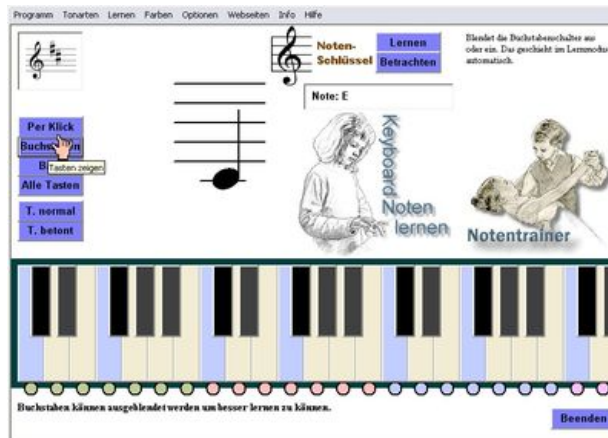 Programm Tonarten Lernen Farben Optionen Webseiten Info Hilfe
Noten-
Schlüssel
Lernen
Betrachten
Blendet die Buchstabenschalter aus
oder ein. Das geschieht im Lernmodus
automatisch.
Note: E
Per Klick
Tasten zeigen
Alle Tasten
T. normal
T. betont
Keyboard
Noten
lernen
Notentrainer
Buchstaben können ausgeblendet werden um besser lernen zu können.
Beenden